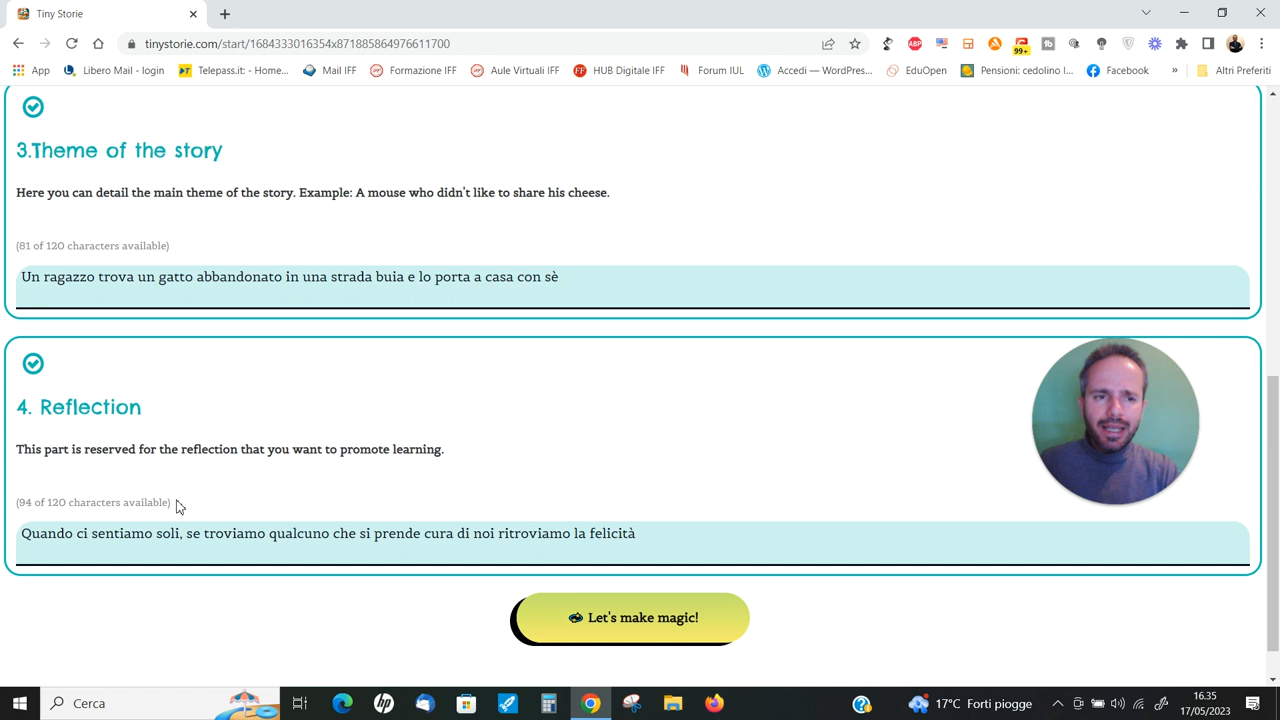 Tiny Storie
tinystorie.com/start/1684333016354x871885864976611700
99+
App
Libero Mail - login
Telepass.it: - Home...
Mail IFF
Formazione IFF
Aule Virtuali IFF
HUB Digitale IFF
Forum IUL
Accedi — WordPres...
EduOpen
Pensioni: cedolino I...
Facebook
»
Altri Preferiti
3.Theme of the story
Here you can detail the main theme of the story. Example: A mouse who didn't like to share his cheese.
(81 of 120 characters available)
Un ragazzo trova un gatto abbandonato in una strada buia e lo porta a casa con sè
4. Reflection
This part is reserved for the reflection that you want to promote learning.
(94 of 120 characters available)
Quando ci sentiamo soli, se troviamo qualcuno che si prende cura di noi ritroviamo la felicità
Let's make magic!
Cerca
17°C Forti piogge
16.35
17/05/2023